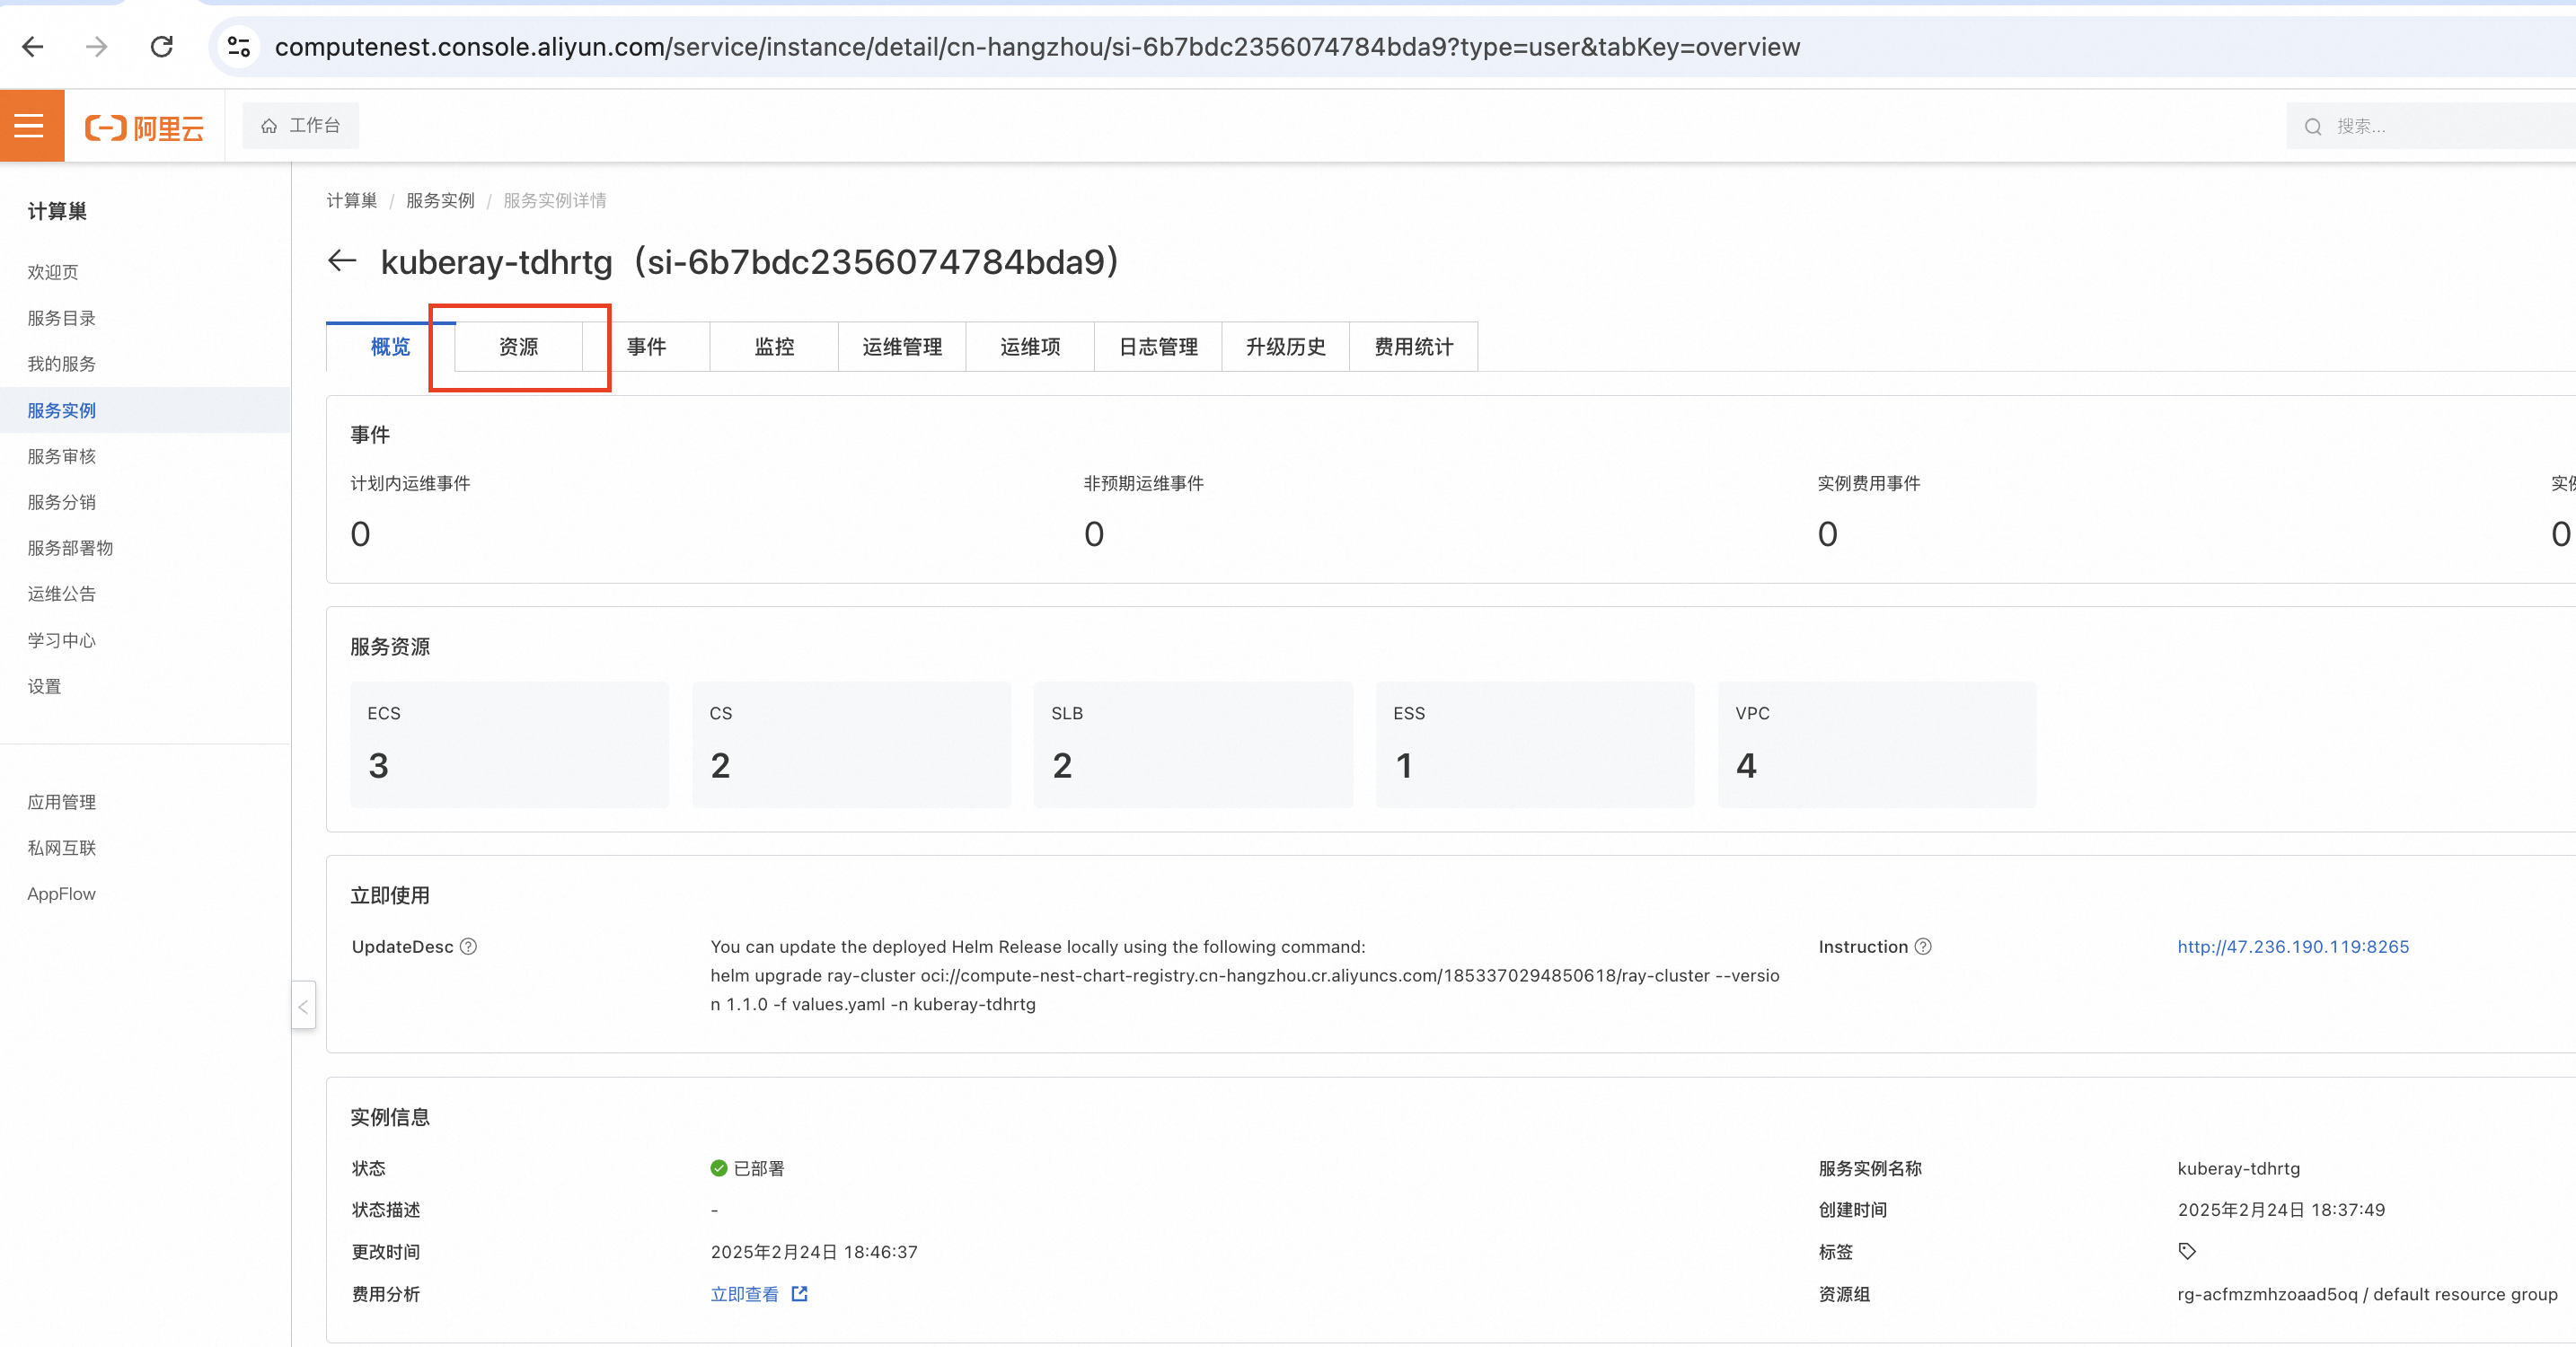 computenest.console.aliyun.com/service/instance/detail/cn-hangzhou/si-6b7bdc2356074784bda9?type=user&tabKey=overview
阿里云 工作台 搜索...
计算巢
欢迎页
服务目录
我的服务
服务实例
服务审核
服务分销
服务部署物
运维公告
学习中心
设置
应用管理
私网互联
AppFlow
计算巢 / 服务实例 / 服务实例详情
kuberay-tdhrtg（si-6b7bdc2356074784bda9）
概览 资源 事件 监控 运维管理 运维项 日志管理 升级历史 费用统计
事件
计划内运维事件 非预期运维事件 实例费用事件 实
0 0 0 0
服务资源
ECS CS SLB ESS VPC
3 2 2 1 4
立即使用
UpdateDesc You can update the deployed Helm Release locally using the following command:
helm upgrade ray-cluster oci://compute-nest-chart-registry.cn-hangzhou.cr.aliyuncs.com/1853370294850618/ray-cluster --versio
n 1.1.0 -f values.yaml -n kuberay-tdhrtg
Instruction http://47.236.190.119:8265
实例信息
状态 已部署 服务实例名称 kuberay-tdhrtg
状态描述 - 创建时间 2025年2月24日 18:37:49
更改时间 2025年2月24日 18:46:37 标签
费用分析 立即查看 资源组 rg-acfmzmhzoaad5oq / default resource group